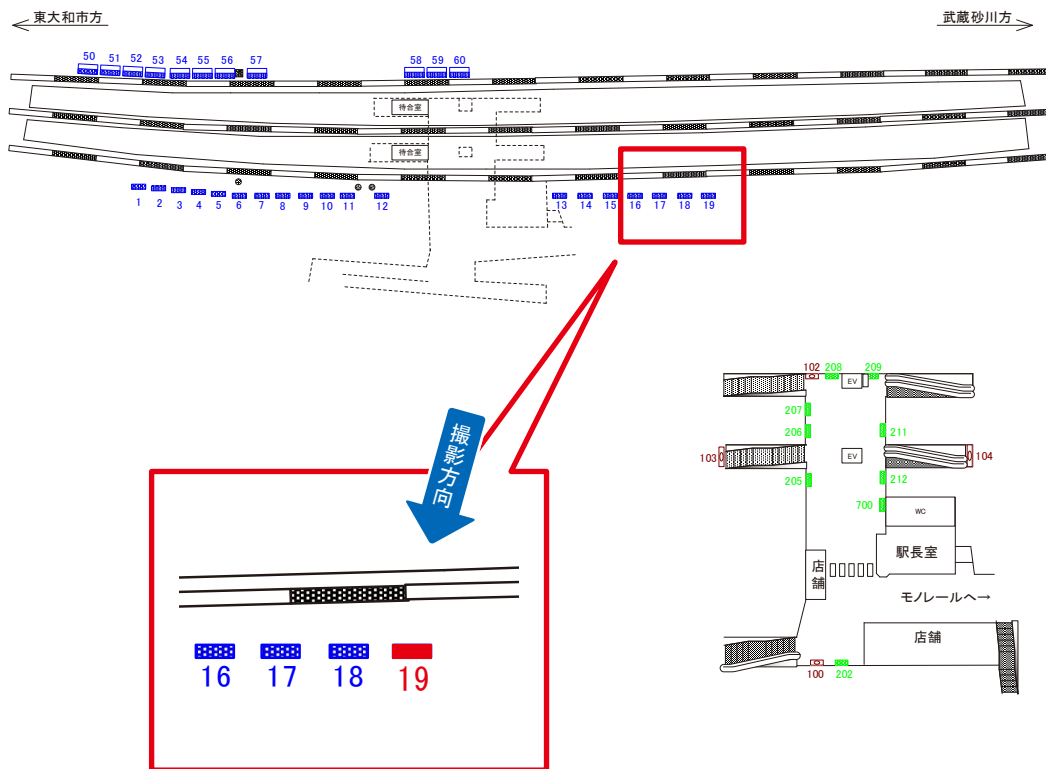 東大和市方
武蔵砂川方
50 51 52 53 54 55 56 57 58 59 60
待合室
待合室
1 2 3 4 5 6 7 8 9 10 11 12 13 14 15 16 17 18 19
撮影方向
16 17 18 19
102 208 EV 209
207
206 211
103 EV 104
205 212
700 WC
店舗
駅長室
モノレールへ→
店舗
100 202